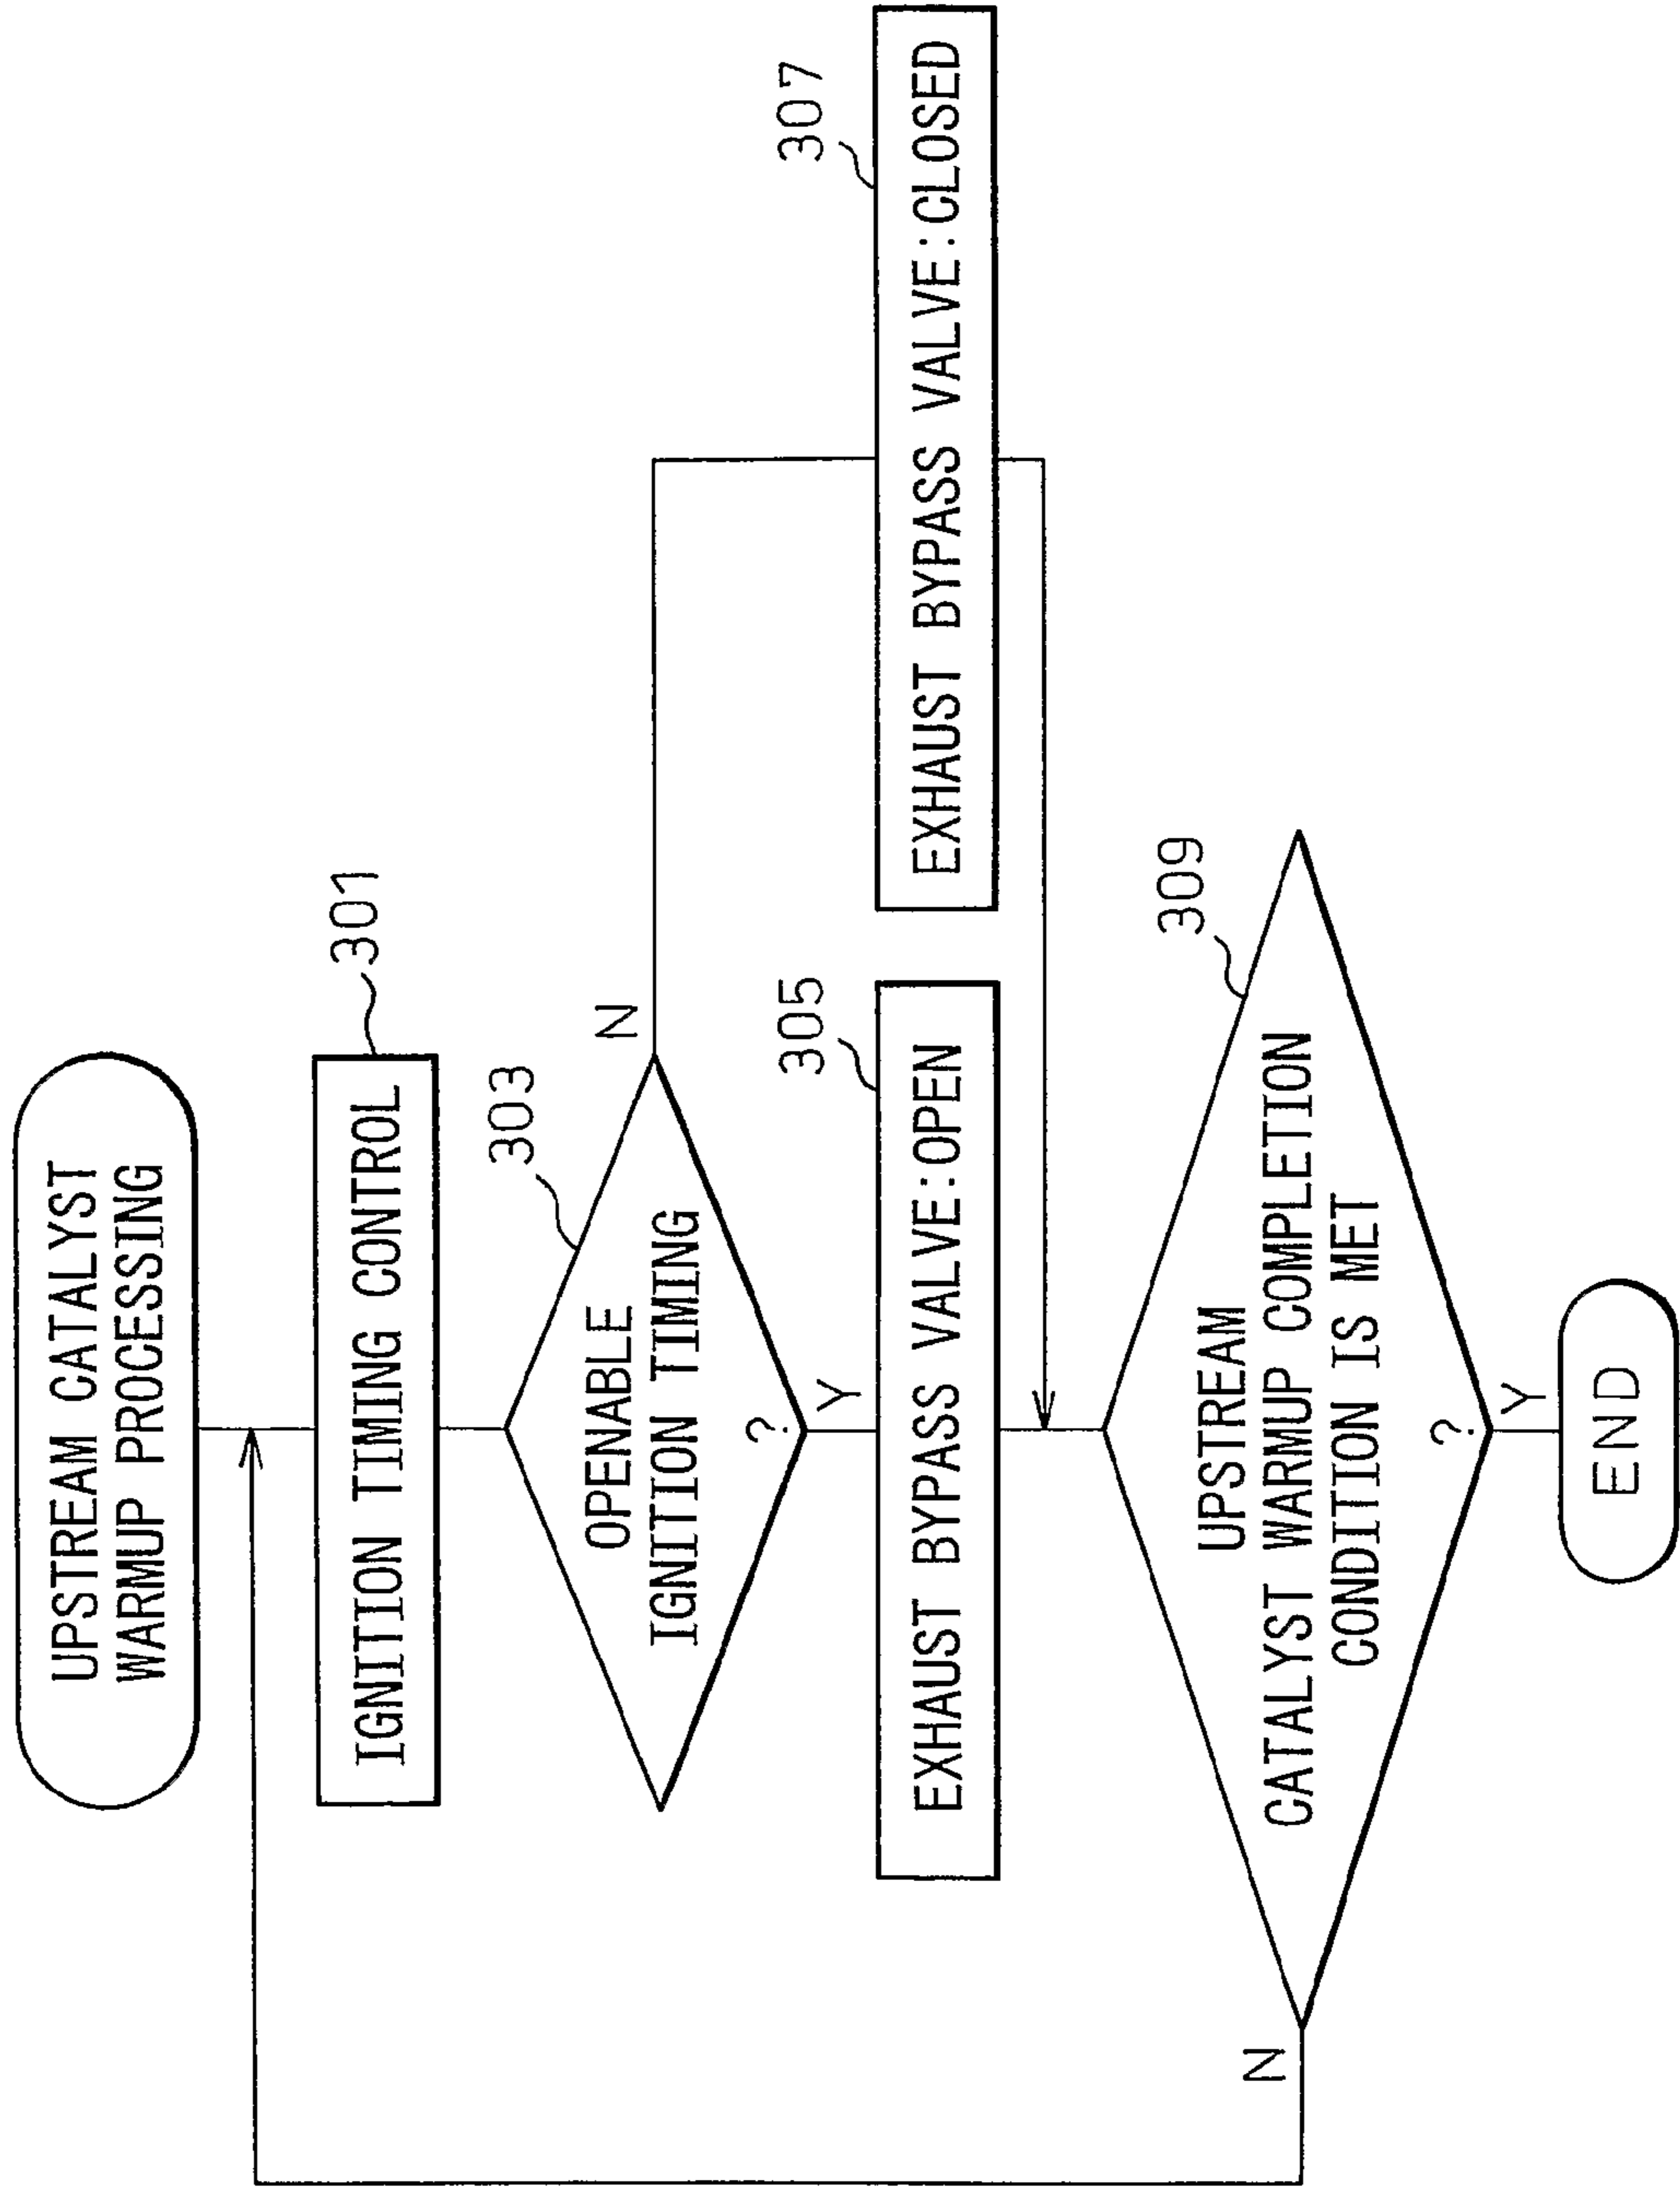 UPSTREAM CATALYST
WARMUP PROCESSING
301
IGNITION TIMING CONTROL
303
OPENABLE
IGNITION TIMING
?
N
Y
305
EXHAUST BYPASS VALVE:OPEN
307
EXHAUST BYPASS VALVE:CLOSED
309
UPSTREAM
CATALYST WARMUP COMPLETION
CONDITION IS MET
?
N
Y
END